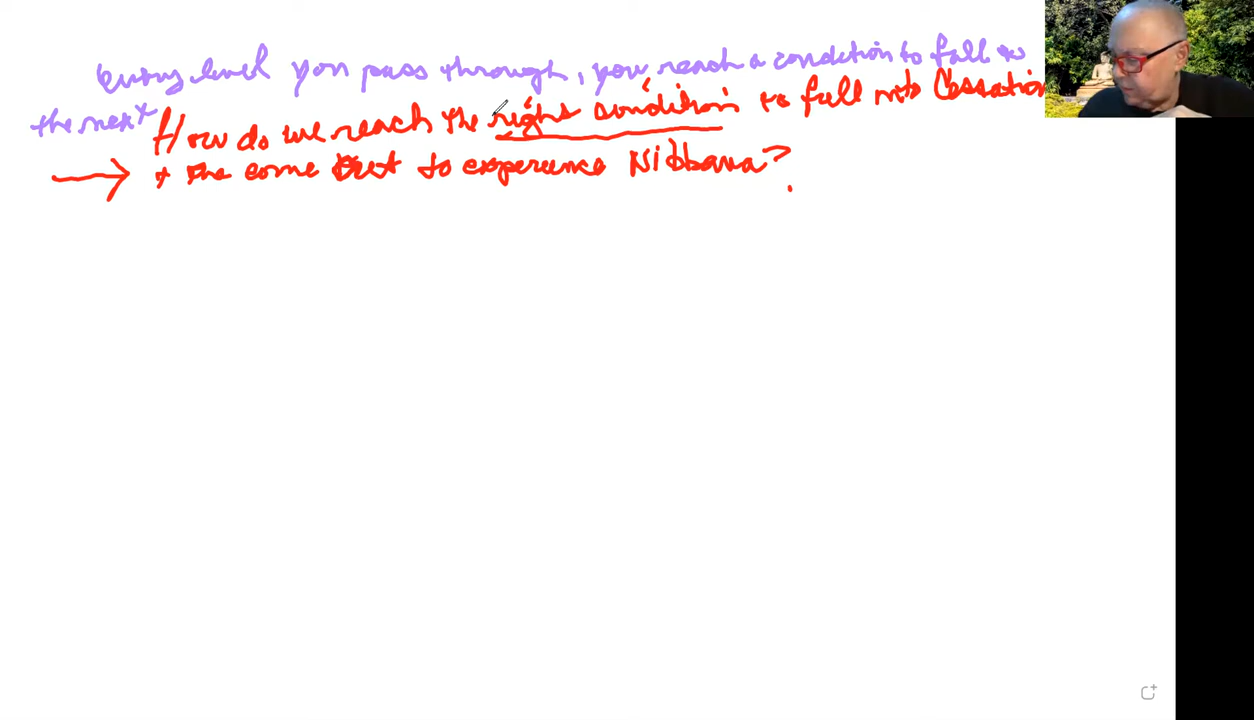 Every level you pass through, you reach a condition to fall to
the next
How do we reach the "right condition" to fall into Cessation
→ + the come out to experience Nibbana?